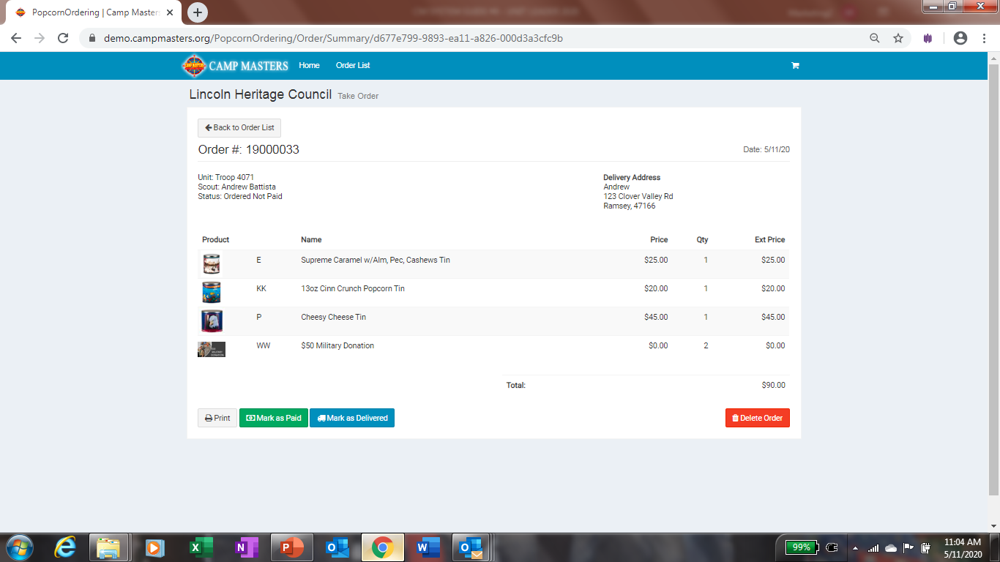 PopcornOrdering | Camp Masters
demo.campmasters.org/PopcornOrdering/Order/Summary/d677e799-9893-ea11-a826-000d3a3cfc9b
CAMP MASTERS Home Order List
Lincoln Heritage Council Take Order
Back to Order List
Order #: 19000033 Date: 5/11/20
Unit: Troop 4071
Scout: Andrew Battista
Status: Ordered Not Paid
Delivery Address
Andrew
123 Clover Valley Rd
Ramsey, 47166
Product Name Price Qty Ext Price
E Supreme Caramel w/Alm, Pec, Cashews Tin $25.00 1 $25.00
KK 13oz Cinn Crunch Popcorn Tin $20.00 1 $20.00
P Cheesy Cheese Tin $45.00 1 $45.00
WW $50 Military Donation $0.00 2 $0.00
Total: $90.00
Print Mark as Paid Mark as Delivered Delete Order
99% 11:04 AM
5/11/2020